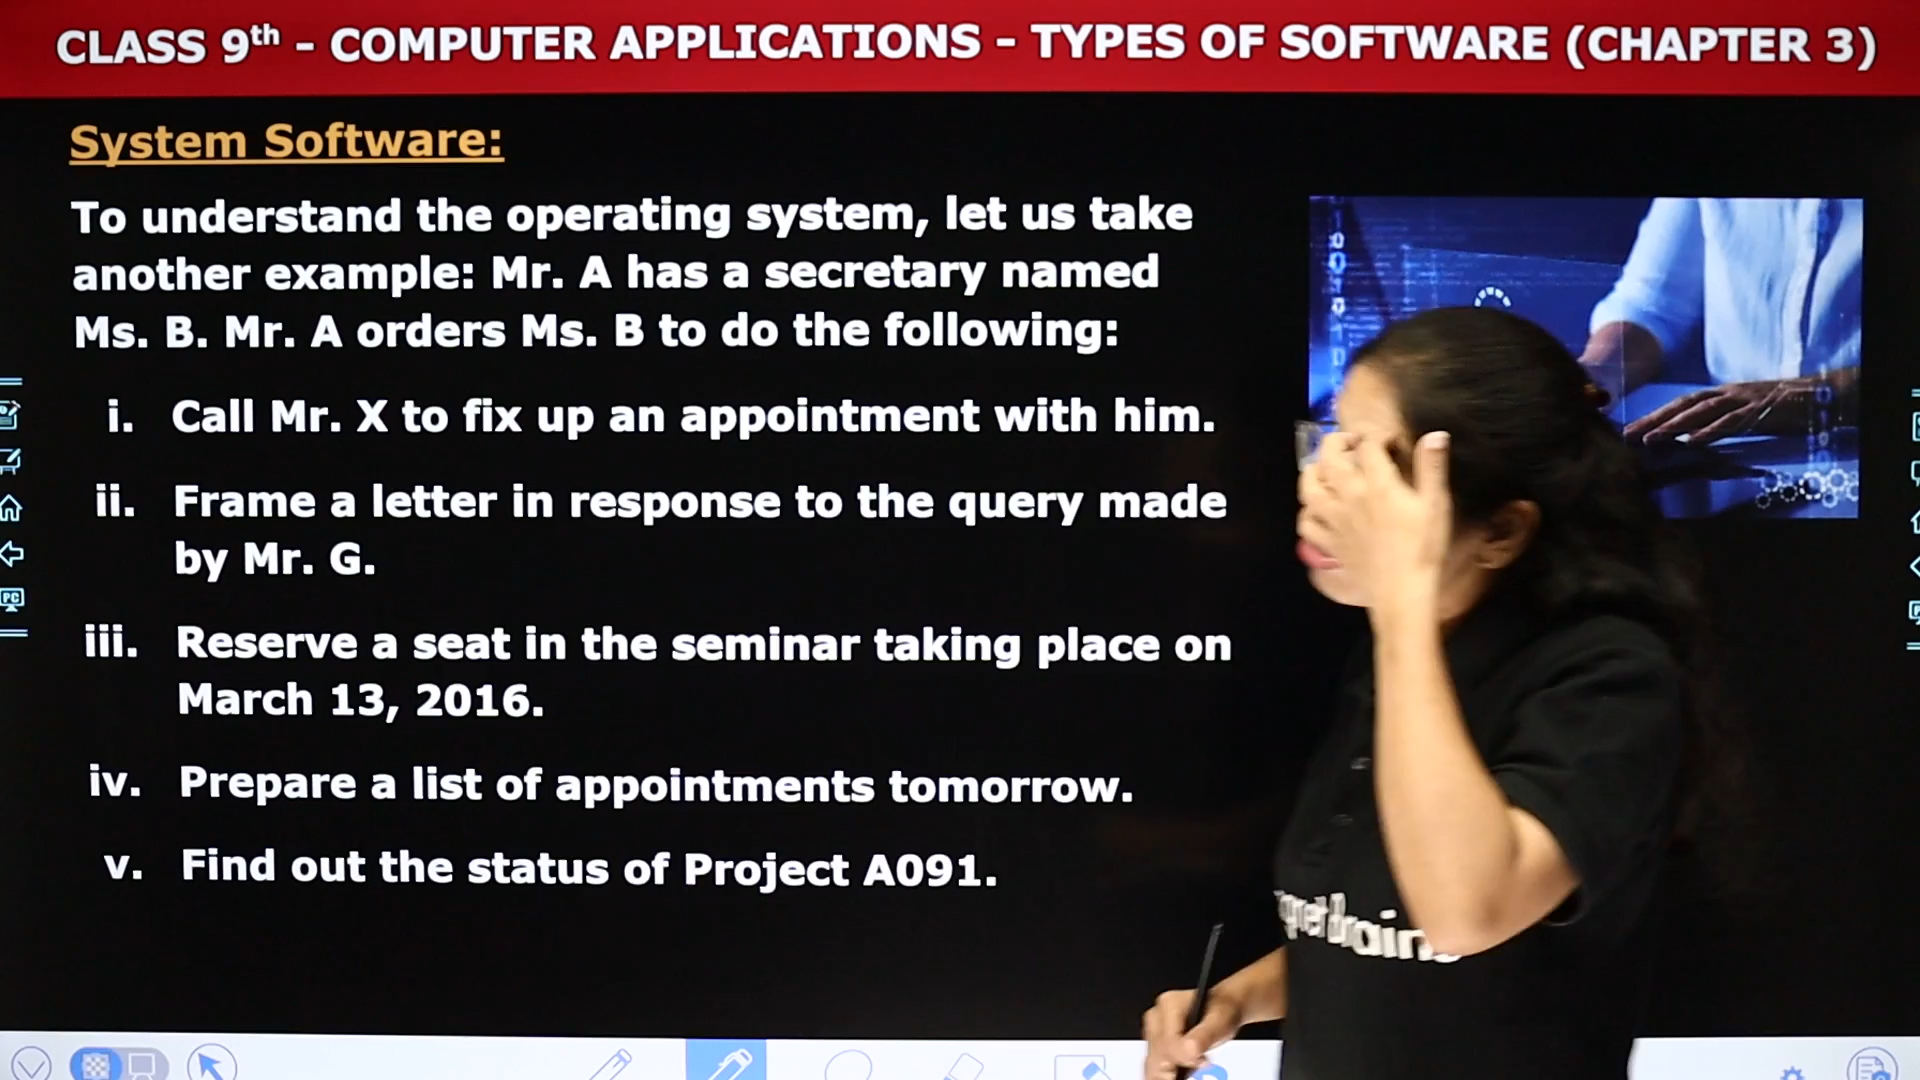 CLASS 9th - COMPUTER APPLICATIONS - TYPES OF SOFTWARE (CHAPTER 3)
System Software:
To understand the operating system, let us take
another example: Mr. A has a secretary named
Ms. B. Mr. A orders Ms. B to do the following:
i. Call Mr. X to fix up an appointment with him.
ii. Frame a letter in response to the query made
by Mr. G.
iii. Reserve a seat in the seminar taking place on
March 13, 2016.
iv. Prepare a list of appointments tomorrow.
v. Find out the status of Project A091.
PC